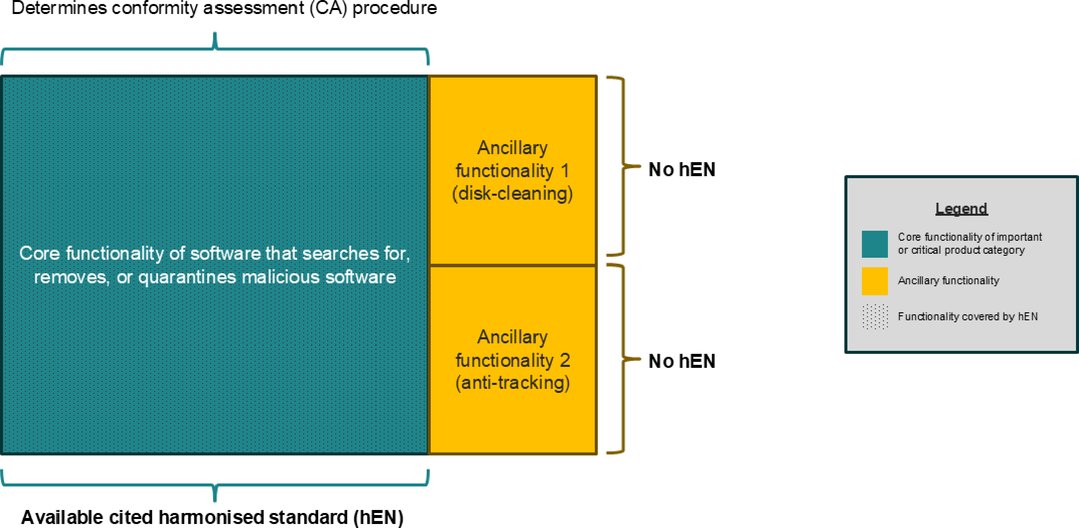 Determines conformity assessment (CA) procedure
Core functionality of software that searches for,
removes, or quarantines malicious software
Ancillary
functionality 1
(disk-cleaning)
No hEN
Ancillary
functionality 2
(anti-tracking)
No hEN
Available cited harmonised standard (hEN)
Legend
Core functionality of important
or critical product category
Ancillary functionality
Functionality covered by hEN